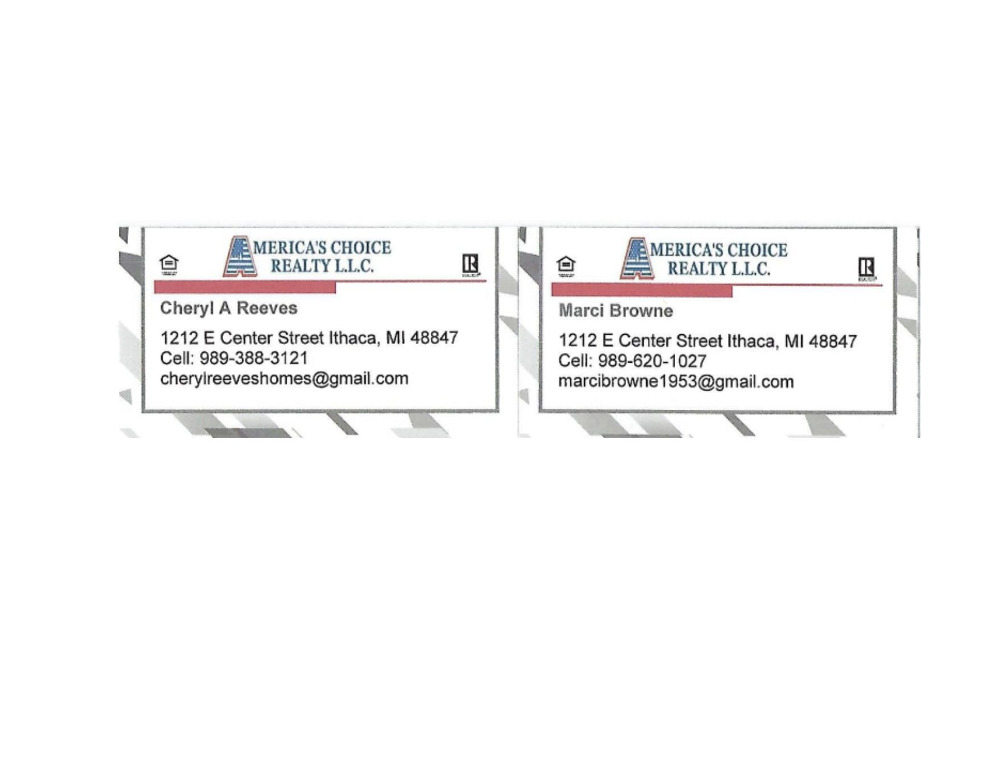 AMERICA'S CHOICE
REALTY L.L.C.
Cheryl A Reeves
1212 E Center Street Ithaca, MI 48847
Cell: 989-388-3121
cherylreeveshomes@gmail.com
AMERICA'S CHOICE
REALTY L.L.C.
Marci Browne
1212 E Center Street Ithaca, MI 48847
Cell: 989-620-1027
marcibrowne1953@gmail.com